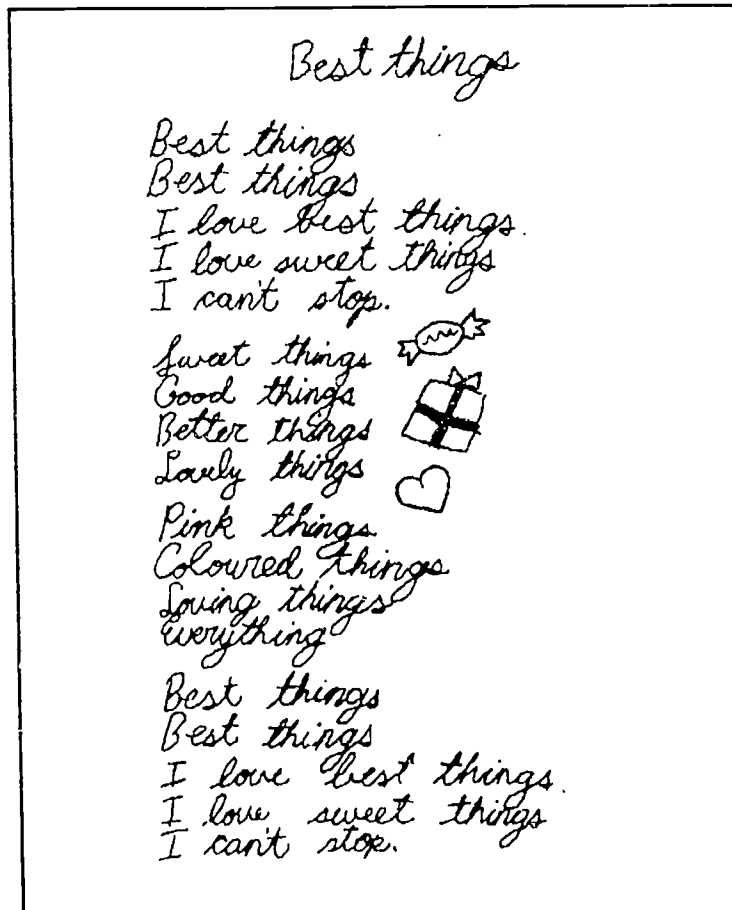 Best things
Best things
Best things
I love best things.
I love sweet things
I can't stop.
Sweet things
Good things
Better things
Lovely things
Pink things
Coloured things
Loving things
Everything
Best things
Best things
I love best things.
I love sweet things
I can't stop.